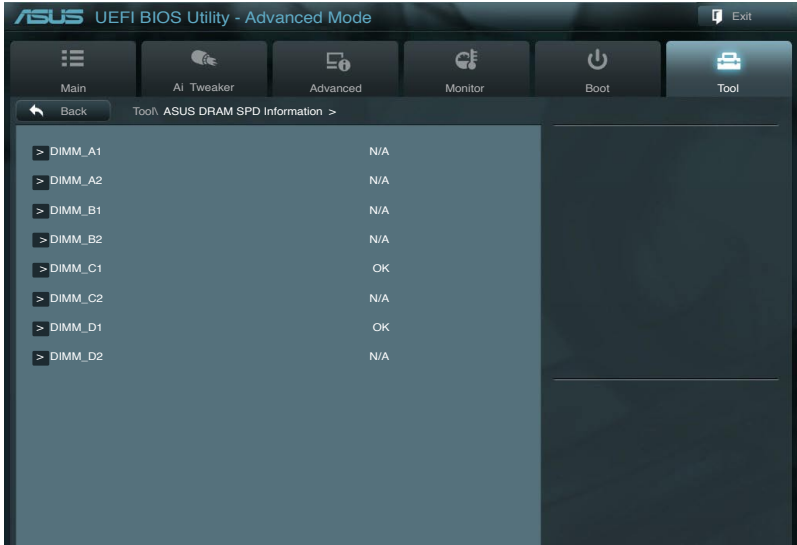 ASUS UEFI BIOS Utility - Advanced Mode
Exit
Main
Ai Tweaker
Advanced
Monitor
Boot
Tool
Back
Tool\ ASUS DRAM SPD Information >
> DIMM_A1 N/A
> DIMM_A2 N/A
> DIMM_B1 N/A
> DIMM_B2 N/A
> DIMM_C1 OK
> DIMM_C2 N/A
> DIMM_D1 OK
> DIMM_D2 N/A